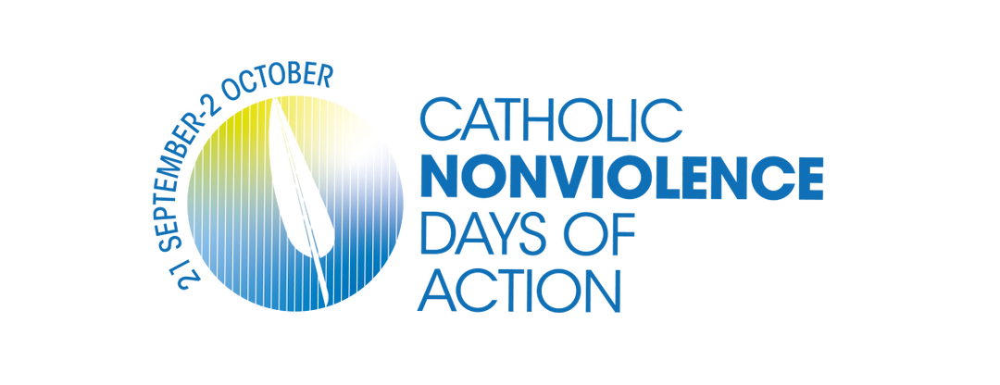 21 SEPTEMBER-2 OCTOBER
CATHOLIC
NONVIOLENCE
DAYS OF
ACTION